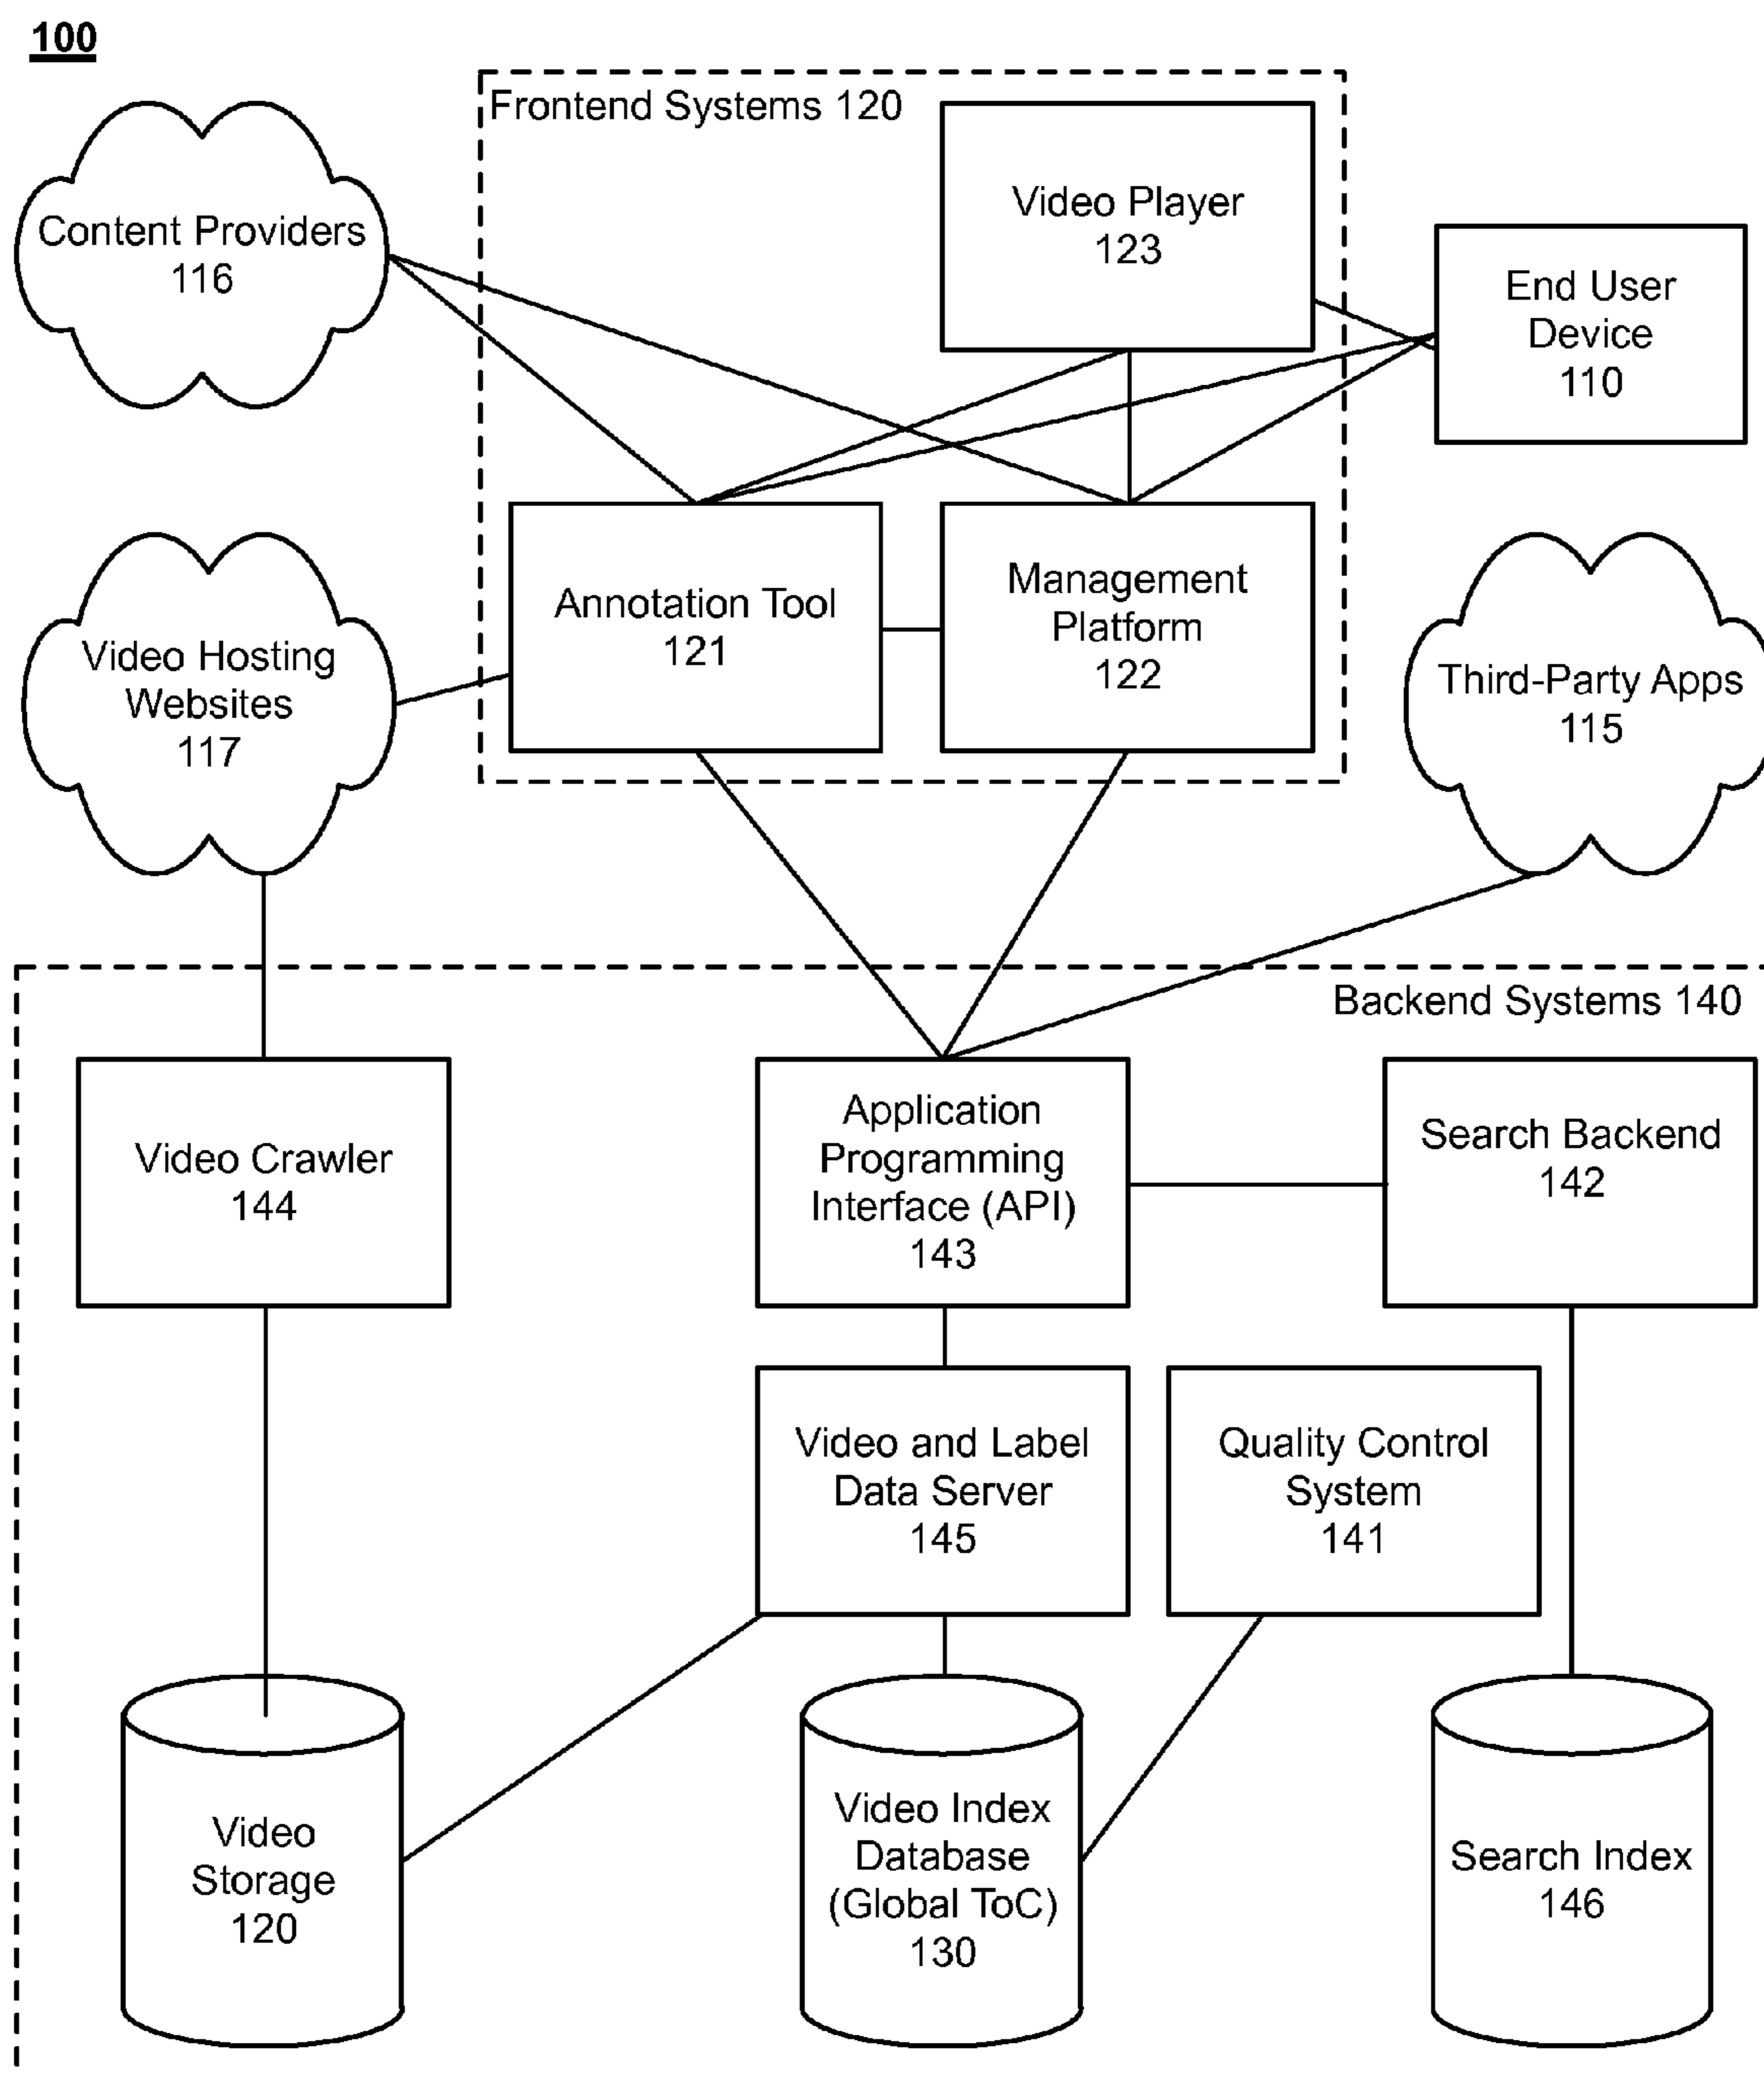 100
Frontend Systems 120
Content Providers
116
Video Player
123
End User
Device
110
Video Hosting
Websites
117
Annotation Tool
121
Management
Platform
122
Third-Party Apps
115
Backend Systems 140
Video Crawler
144
Application
Programming
Interface (API)
143
Search Backend
142
Video and Label
Data Server
145
Quality Control
System
141
Video
Storage
120
Video Index
Database
(Global ToC)
130
Search Index
146